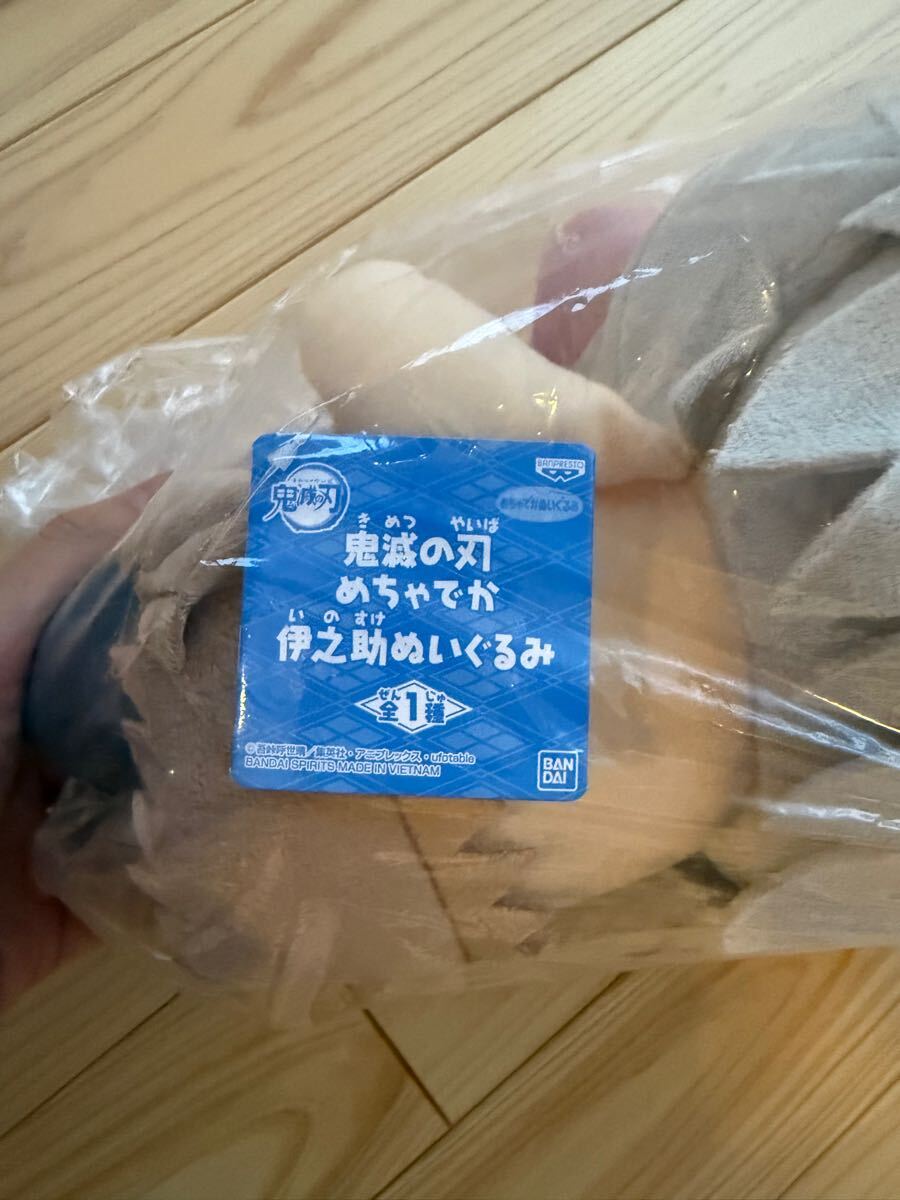 鬼滅の刃
BANPRESTO
めちゃでかぬいぐるみ
き めつ やいば
鬼滅の刃
めちゃでか
い の すけ
伊之助ぬいぐるみ
ぜん しゅ
全1種
©吾峠呼世晴/集英社・アニプレックス・ufotable
BANDAI SPIRITS MADE IN VIETNAM
BAN
DAI